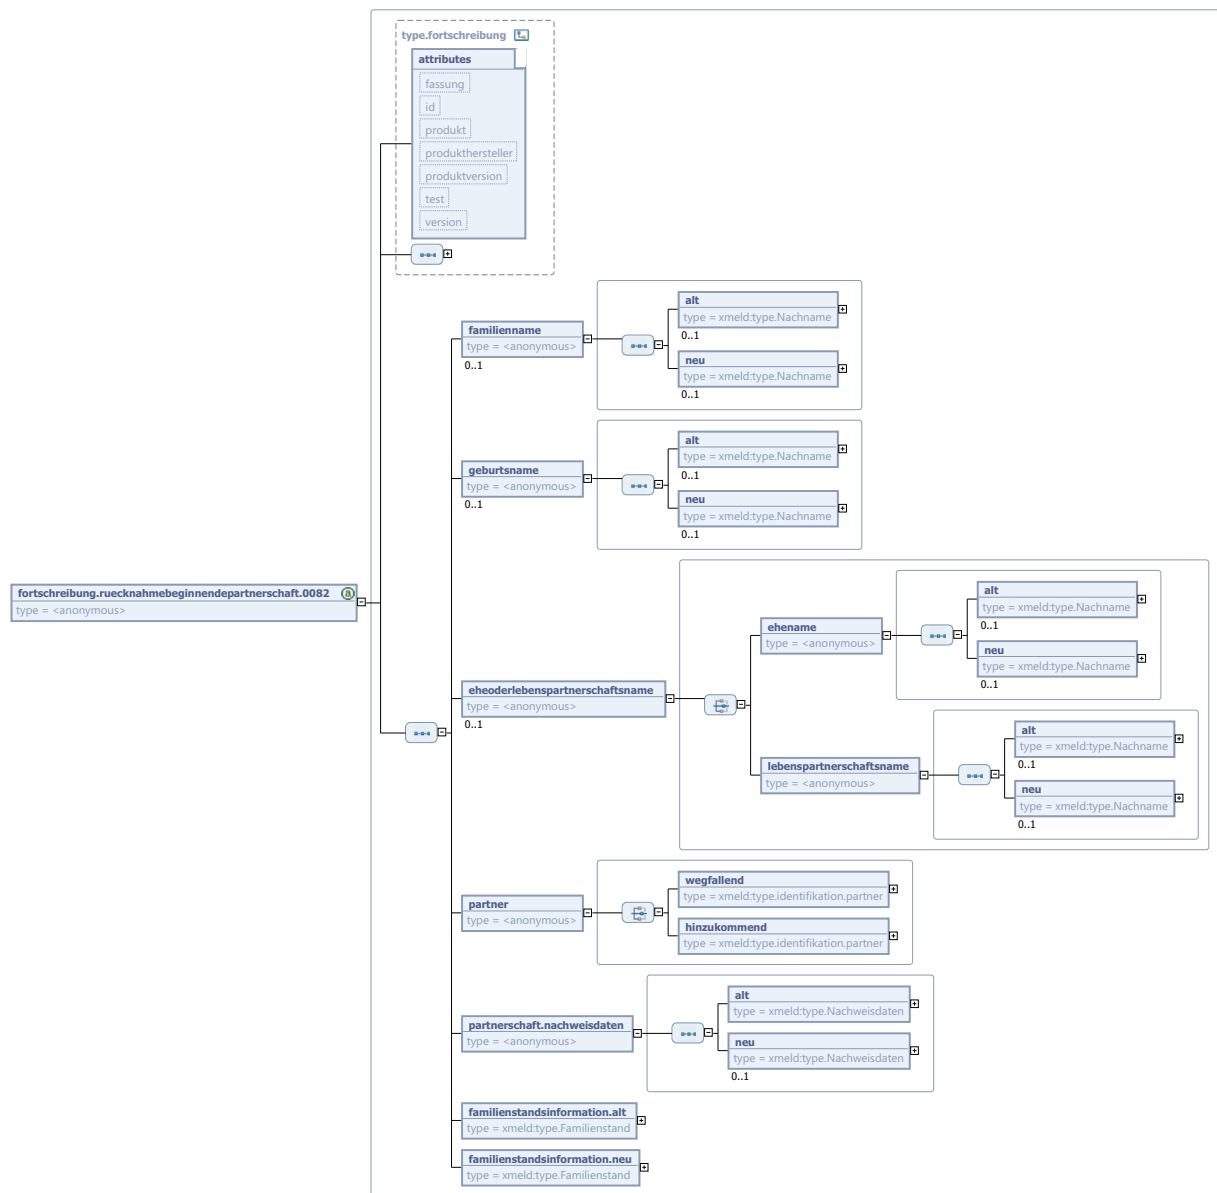 type.fortschreibung
attributes
fassung
id
produkt
produkthersteller
produktversion
test
version
familienname
type = <anonymous>
0..1
alt
type = xmeld:type.Nachname
0..1
neu
type = xmeld:type.Nachname
0..1
geburtsname
type = <anonymous>
0..1
alt
type = xmeld:type.Nachname
0..1
neu
type = xmeld:type.Nachname
0..1
fortschreibung.ruecknahmebeginnendepartnerschaft.0082 a
type = <anonymous>
eheoderlebenspartnerschaftsname
type = <anonymous>
0..1
ehename
type = <anonymous>
alt
type = xmeld:type.Nachname
0..1
neu
type = xmeld:type.Nachname
0..1
lebenspartnerschaftsname
type = <anonymous>
alt
type = xmeld:type.Nachname
0..1
neu
type = xmeld:type.Nachname
0..1
partner
type = <anonymous>
wegfallend
type = xmeld:type.identifikation.partner
hinzukommend
type = xmeld:type.identifikation.partner
partnerschaft.nachweisdaten
type = <anonymous>
alt
type = xmeld:type.Nachweisdaten
neu
type = xmeld:type.Nachweisdaten
0..1
familienstandsinformation.alt
type = xmeld:type.Familienstand
familienstandsinformation.neu
type = xmeld:type.Familienstand